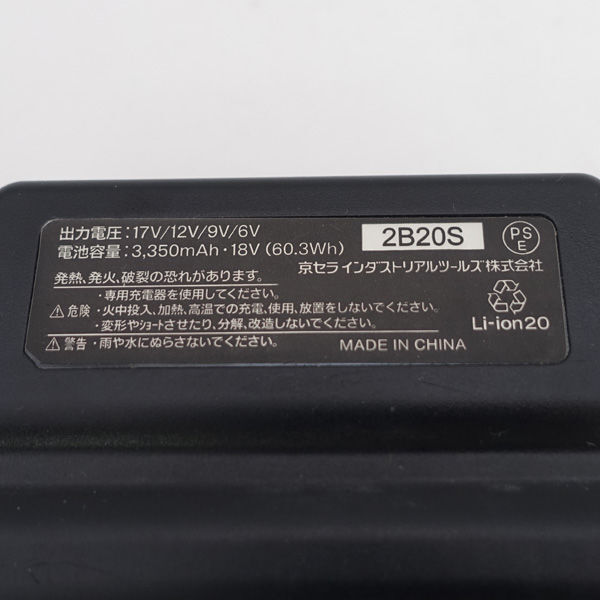 出力電圧:17V/12V/9V/6V
電池容量:3,350mAh・18V(60.3Wh)
2B20S
PS
E
京セラインダストリアルツールズ株式会社
発熱、発火、破裂の恐れがあります。
・専用充電器を使用してください。
⚠危険・火中投入、加熱、高温での充電、使用、放置をしないでください。
・変形やショートさせたり、分解、改造しないでください。
⚠警告・雨や水にぬらさないでください。
Li-ion20
MADE IN CHINA